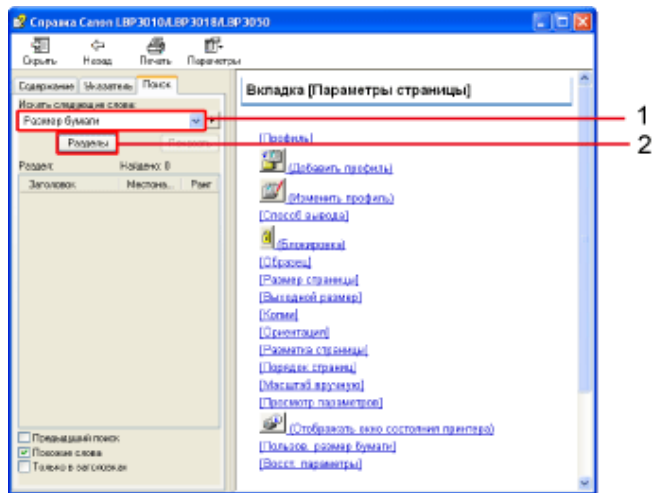 Справка Canon LBP3010/LBP3018/LBP3050
Скрыть Назад Печать Параметры
Содержание Указатель Поиск
Искать следующие слова:
Размер бумаги
Разделы Показать
Раздел: Найдено: 0
Заголовок Местона... Ранг
Предыдущий поиск
Похожие слова
Только в заголовках
Вкладка [Параметры страницы]
[Профиль]
(Добавить профиль)
(Изменить профиль)
[Способ вывода]
(Блокировка)
[Образец]
[Размер страницы]
[Выходной размер]
[Копии]
[Ориентация]
[Разметка страницы]
[Порядок страниц]
[Масштаб вручную]
[Просмотр параметров]
(Отображать окно состояния принтера)
[Пользов. размер бумаги]
[Восст. параметры]
1
2